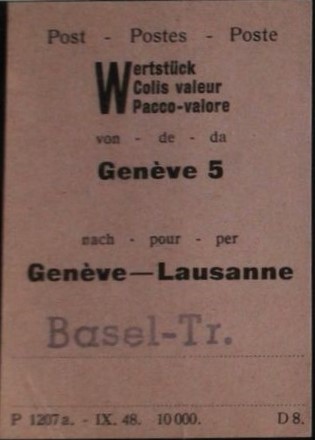 Post - Postes - Poste
Wertstück
Colis valeur
Pacco-valore
von - de - da
Genève 5
nach - pour - per
Genève—Lausanne
Basel-Tr.
P 1207a. - IX. 48. 10 000. D 8.